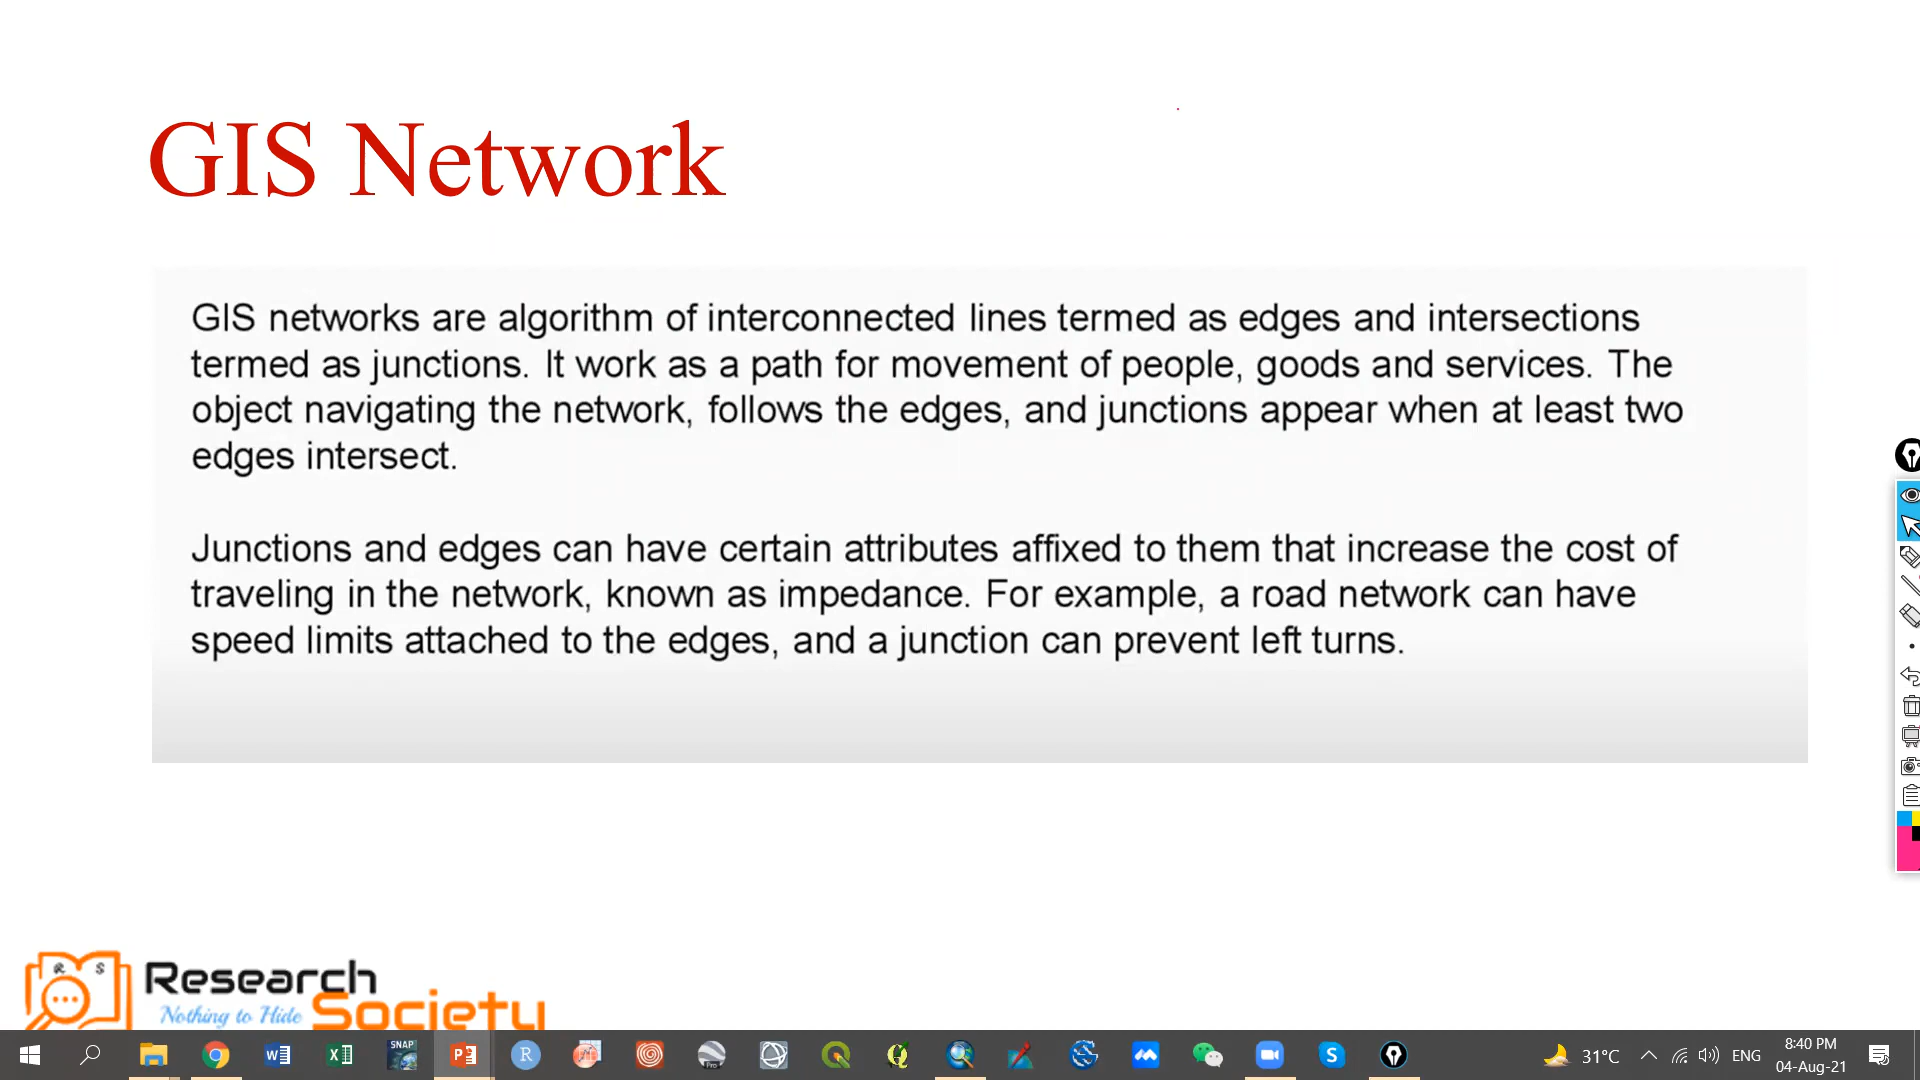 GIS Network
GIS networks are algorithm of interconnected lines termed as edges and intersections
termed as junctions. It work as a path for movement of people, goods and services. The
object navigating the network, follows the edges, and junctions appear when at least two
edges intersect.
Junctions and edges can have certain attributes affixed to them that increase the cost of
traveling in the network, known as impedance. For example, a road network can have
speed limits attached to the edges, and a junction can prevent left turns.
R S
Research
Nothing to Hide Society
SNAP
Pro
31°C
ENG
8:40 PM
04-Aug-21